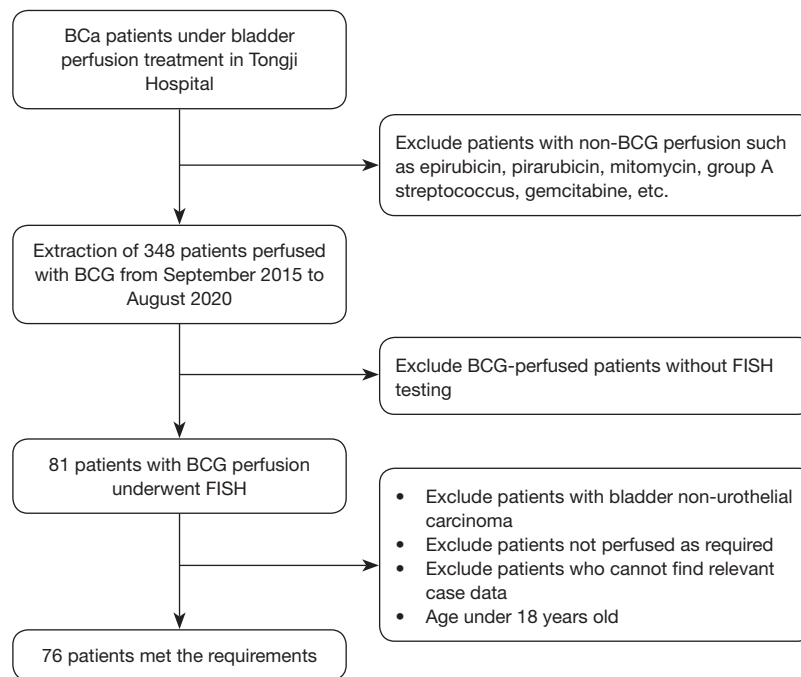 BCa patients under bladder
perfusion treatment in Tongji
Hospital
Exclude patients with non-BCG perfusion such
as epirubicin, pirarubicin, mitomycin, group A
streptococcus, gemcitabine, etc.
Extraction of 348 patients perfused
with BCG from September 2015 to
August 2020
Exclude BCG-perfused patients without FISH
testing
81 patients with BCG perfusion
underwent FISH
• Exclude patients with bladder non-urothelial
carcinoma
• Exclude patients not perfused as required
• Exclude patients who cannot find relevant
case data
• Age under 18 years old
76 patients met the requirements